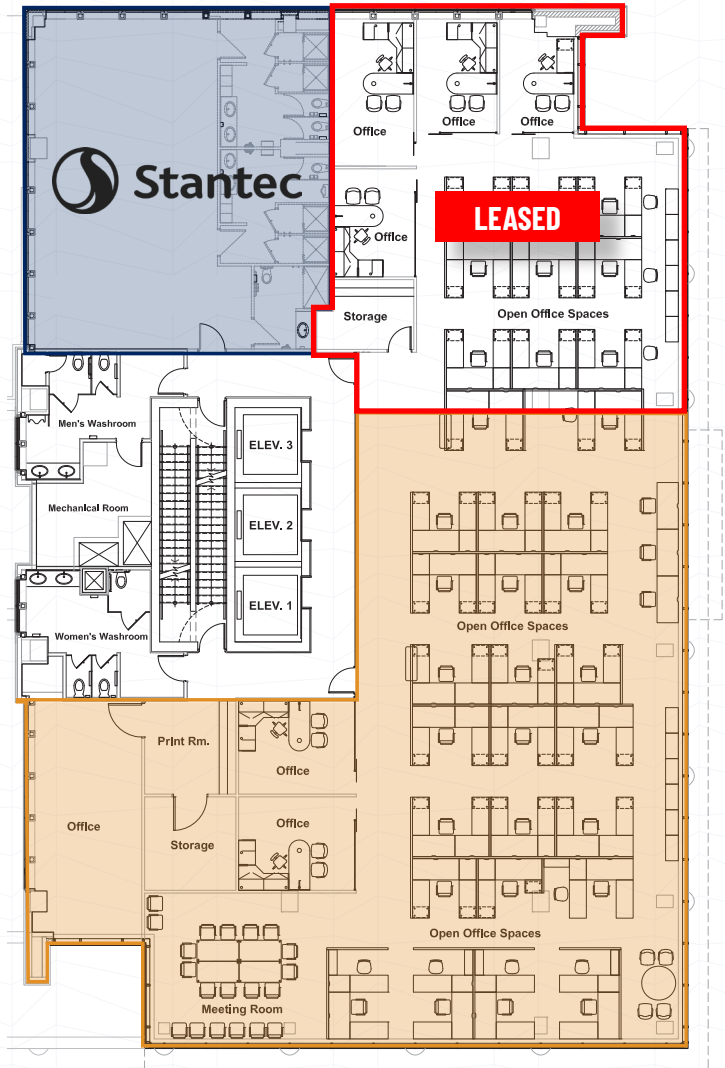 Office
Office
Office
Stantec
LEASED
Office
Storage
Open Office Spaces
Men's Washroom
ELEV. 3
Mechanical Room
ELEV. 2
ELEV. 1
Open Office Spaces
Women's Washroom
Print Rm.
Office
Office
Office
Storage
Open Office Spaces
Meeting Room